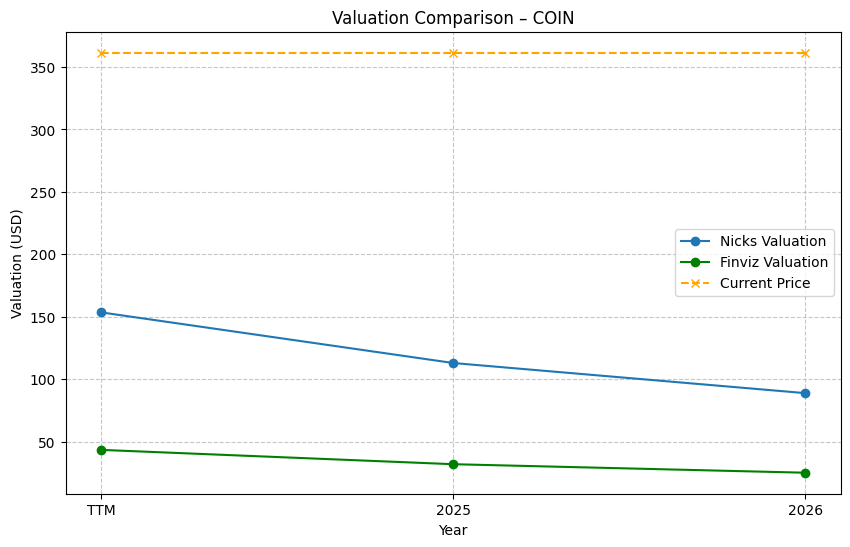 Valuation Comparison – COIN
Valuation (USD)
350
300
250
200
150
100
50
Nicks Valuation
Finviz Valuation
Current Price
TTM
2025
2026
Year